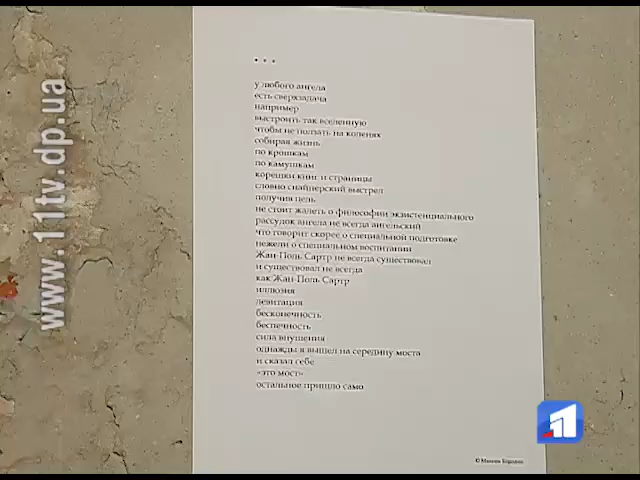 * * *
у любого ангела
есть сверхзадача
например
выстроить так вселенную
чтобы не ползать на коленях
собирая жизнь
по крошкам
по камушкам
корешки книг и страницы
словно снайперский выстрел
получив цель
не стоит жалеть о философии экзистенциального
рассудок ангела не всегда ангельский
что говорит скорее о специальной подготовке
нежели о специальном воспитании
Жан-Поль Сартр не всегда существовал
и существовал не всегда
как Жан-Поль Сартр
иллюзия
левитация
бесконечность
беспечность
сила внушения
однажды я вышел на середину моста
и сказал себе
«это мост»
остальное пришло само
© Максим Бородин
www.11tv.dp.ua
11